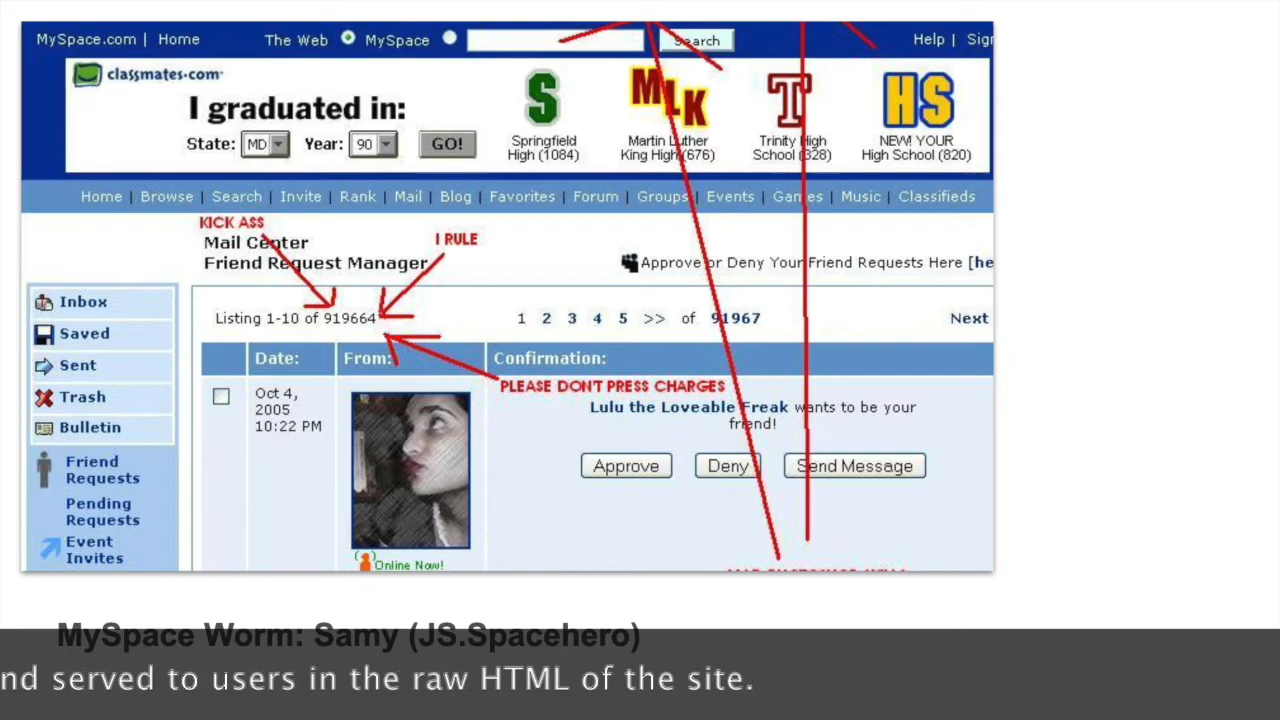 MySpace.com | Home The Web MySpace Search Help | Sign
classmates.com
I graduated in:
State: MD Year: 90 GO!
S MLK T HS
Springfield High (1084)
Martin Luther King High (676)
Trinity High School (328)
NEW! YOUR High School (820)
Home | Browse | Search | Invite | Rank | Mail | Blog | Favorites | Forum | Groups | Events | Games | Music | Classifieds
KICK ASS
I RULE
Mail Center
Friend Request Manager
Approve or Deny Your Friend Requests Here [he
Inbox
Saved
Sent
Trash
Bulletin
Friend Requests
Pending Requests
Event Invites
Listing 1-10 of 919664
1 2 3 4 5 >> of 91967 Next
Date: From: Confirmation:
PLEASE DON'T PRESS CHARGES
Oct 4,
2005
10:22 PM
Lulu the Loveable Freak wants to be your
friend!
Approve Deny Send Message
Online Now!
MySpace Worm: Samy (JS.Spacehero)
nd served to users in the raw HTML of the site.